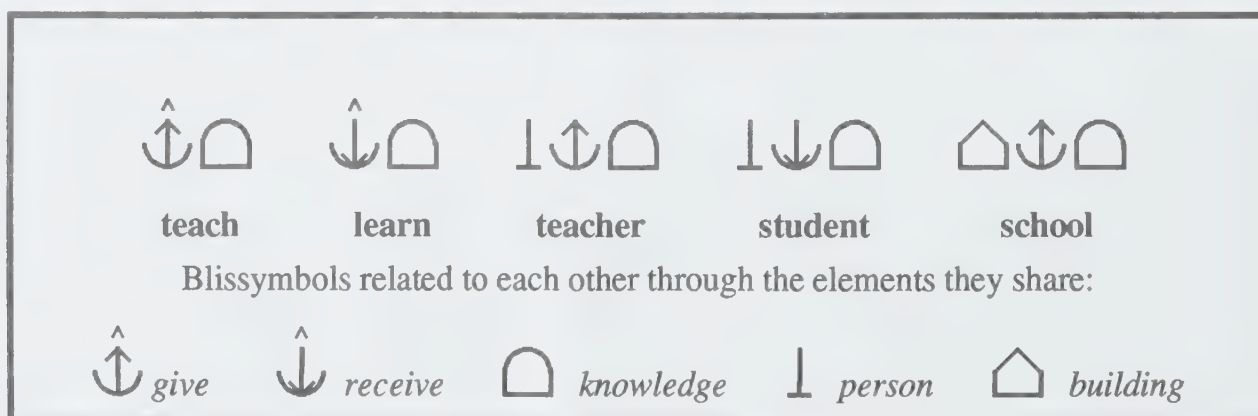 teach learn teacher student school
Blissymbols related to each other through the elements they share:
give receive knowledge person building